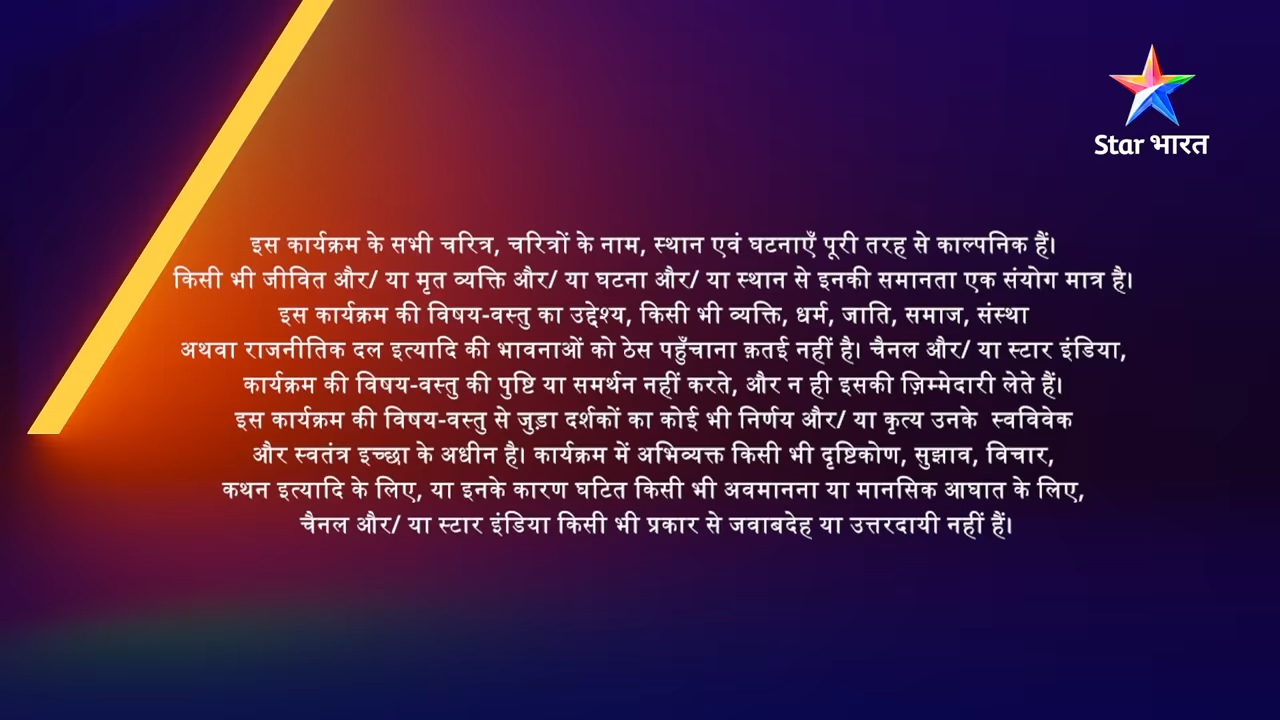 Star भारत
इस कार्यक्रम के सभी चरित्र, चरित्रों के नाम, स्थान एवं घटनाएँ पूरी तरह से काल्पनिक हैं।
किसी भी जीवित और/ या मृत व्यक्ति और/ या घटना और/ या स्थान से इनकी समानता एक संयोग मात्र है।
इस कार्यक्रम की विषय-वस्तु का उद्देश्य, किसी भी व्यक्ति, धर्म, जाति, समाज, संस्था
अथवा राजनीतिक दल इत्यादि की भावनाओं को ठेस पहुँचाना क़तई नहीं है। चैनल और/ या स्टार इंडिया,
कार्यक्रम की विषय-वस्तु की पुष्टि या समर्थन नहीं करते, और न ही इसकी ज़िम्मेदारी लेते हैं।
इस कार्यक्रम की विषय-वस्तु से जुड़ा दर्शकों का कोई भी निर्णय और/ या कृत्य उनके स्वविवेक
और स्वतंत्र इच्छा के अधीन है। कार्यक्रम में अभिव्यक्त किसी भी दृष्टिकोण, सुझाव, विचार,
कथन इत्यादि के लिए, या इनके कारण घटित किसी भी अवमानना या मानसिक आघात के लिए,
चैनल और/ या स्टार इंडिया किसी भी प्रकार से जवाबदेह या उत्तरदायी नहीं हैं।